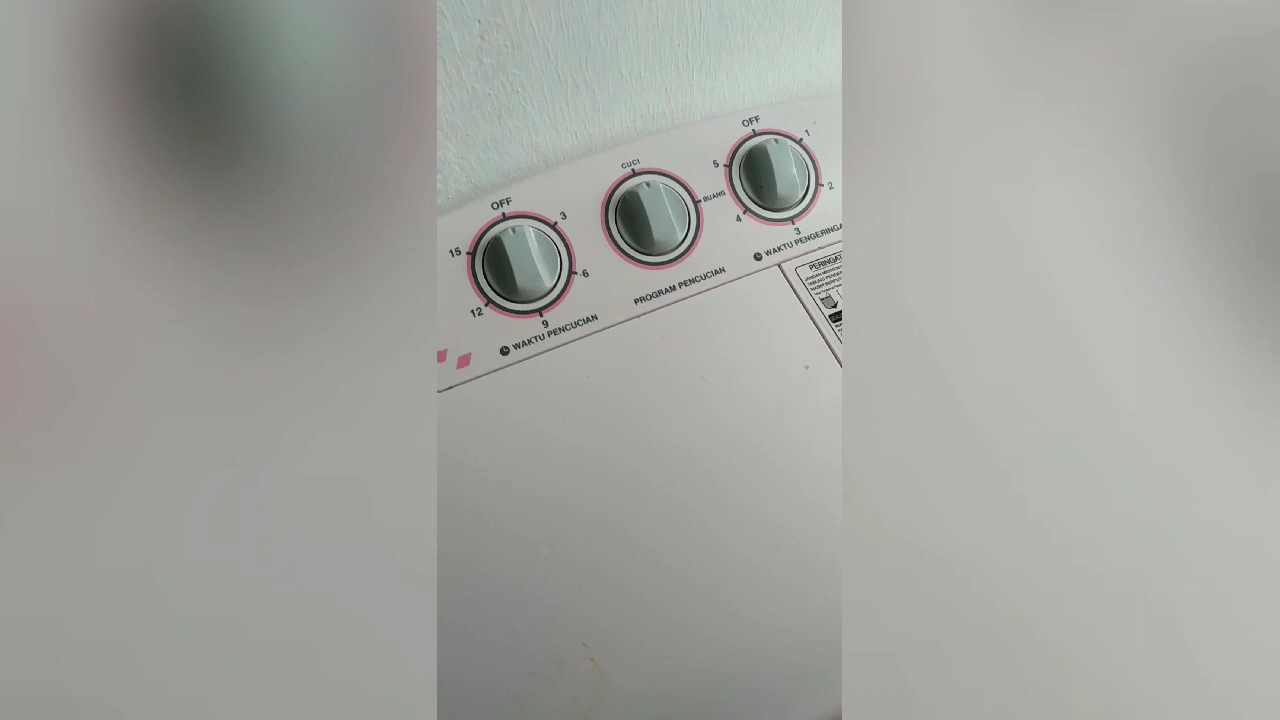 OFF
3
6
9
12
15
WAKTU PENCUCIAN
CUCI
BUANG
PROGRAM PENCUCIAN
OFF
1
2
3
4
5
WAKTU PENGERINGA
PERINGAT